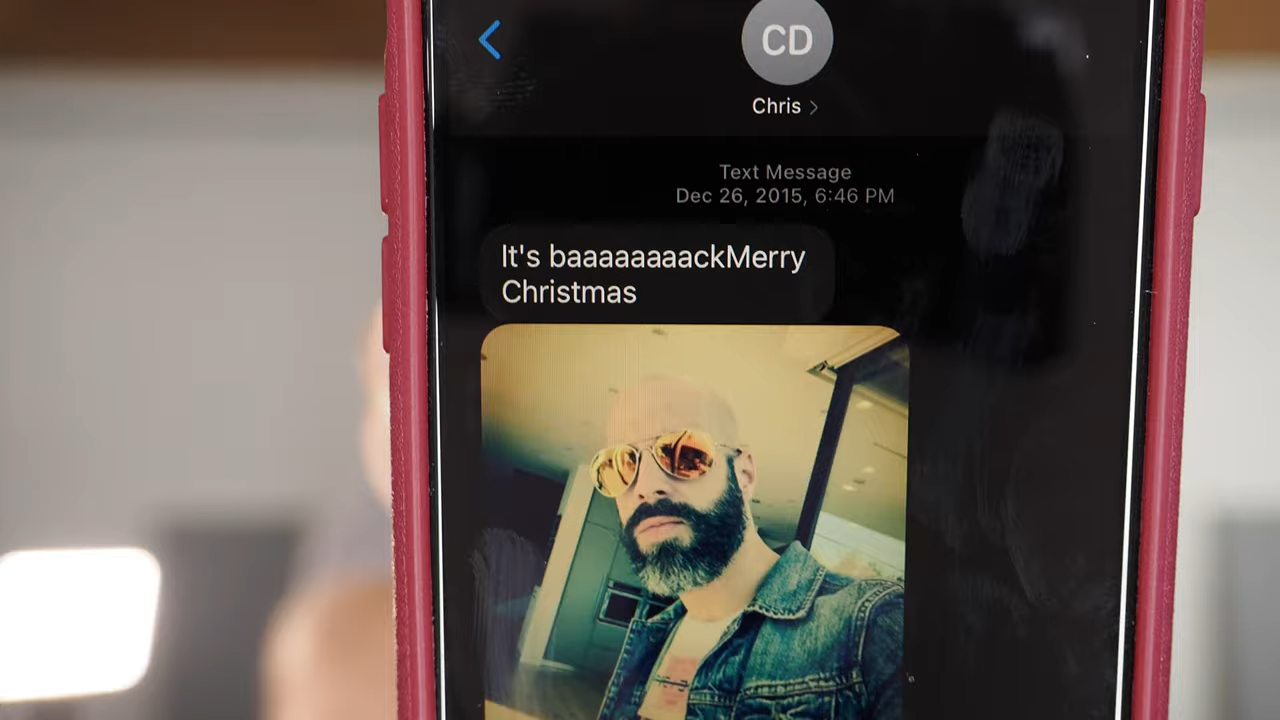 CD
Chris
Text Message
Dec 26, 2015, 6:46 PM
It's baaaaaaaackMerry
Christmas